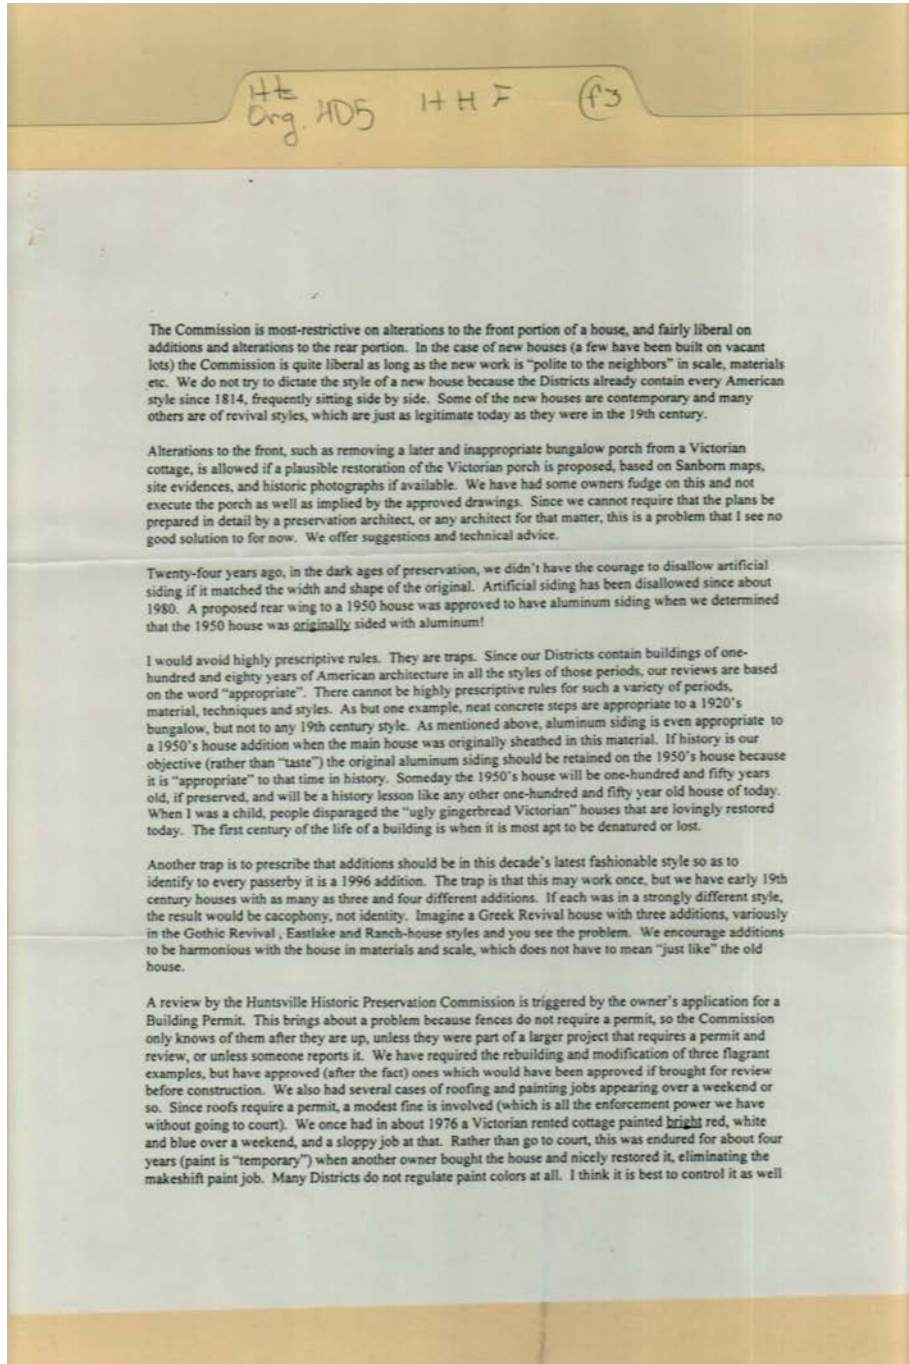 Hts
Org. HDS HHF f3
The Commission is most-restrictive on alterations to the front portion of a house, and fairly liberal on
additions and alterations to the rear portion. In the case of new houses (a few have been built on vacant
lots) the Commission is quite liberal as long as the new work is "polite to the neighbors" in scale, materials
etc. We do not try to dictate the style of a new house because the Districts already contain every American
style since 1814, frequently sitting side by side. Some of the new houses are contemporary and many
others are of revival styles, which are just as legitimate today as they were in the 19th century.
Alterations to the front, such as removing a later and inappropriate bungalow porch from a Victorian
cottage, is allowed if a plausible restoration of the Victorian porch is proposed, based on Sanborn maps,
site evidences, and historic photographs if available. We have had some owners fudge on this and not
execute the porch as well as implied by the approved drawings. Since we cannot require that the plans be
prepared in detail by a preservation architect, or any architect for that matter, this is a problem that I see no
good solution to for now. We offer suggestions and technical advice.
Twenty-four years ago, in the dark ages of preservation, we didn't have the courage to disallow artificial
siding if it matched the width and shape of the original. Artificial siding has been disallowed since about
1980. A proposed rear wing to a 1950 house was approved to have aluminum siding when we determined
that the 1950 house was originally sided with aluminum!
I would avoid highly prescriptive rules. They are traps. Since our Districts contain buildings of one-
hundred and eighty years of American architecture in all the styles of those periods, our reviews are based
on the word "appropriate". There cannot be highly prescriptive rules for such a variety of periods,
material, techniques and styles. As but one example, neat concrete steps are appropriate to a 1920's
bungalow, but not to any 19th century style. As mentioned above, aluminum siding is even appropriate to
a 1950's house addition when the main house was originally sheathed in this material. If history is our
objective (rather than "taste") the original aluminum siding should be retained on the 1950's house because
it is "appropriate" to that time in history. Someday the 1950's house will be one-hundred and fifty years
old, if preserved, and will be a history lesson like any other one-hundred and fifty year old house of today.
When I was a child, people disparaged the "ugly gingerbread Victorian" houses that are lovingly restored
today. The first century of the life of a building is when it is most apt to be denatured or lost.
Another trap is to prescribe that additions should be in this decade's latest fashionable style so as to
identify to every passerby it is a 1996 addition. The trap is that this may work once, but we have early 19th
century houses with as many as three and four different additions. If each was in a strongly different style,
the result would be cacophony, not identity. Imagine a Greek Revival house with three additions, variously
in the Gothic Revival , Eastlake and Ranch-house styles and you see the problem. We encourage additions
to be harmonious with the house in materials and scale, which does not have to mean "just like" the old
house.
A review by the Huntsville Historic Preservation Commission is triggered by the owner's application for a
Building Permit. This brings about a problem because fences do not require a permit, so the Commission
only knows of them after they are up, unless they were part of a larger project that requires a permit and
review, or unless someone reports it. We have required the rebuilding and modification of three flagrant
examples, but have approved (after the fact) ones which would have been approved if brought for review
before construction. We also had several cases of roofing and painting jobs appearing over a weekend or
so. Since roofs require a permit, a modest fine is involved (which is all the enforcement power we have
without going to court). We once had in about 1976 a Victorian rented cottage painted bright red, white
and blue over a weekend, and a sloppy job at that. Rather than go to court, this was endured for about four
years (paint is "temporary") when another owner bought the house and nicely restored it, eliminating the
makeshift paint job. Many Districts do not regulate paint colors at all. I think it is best to control it as well